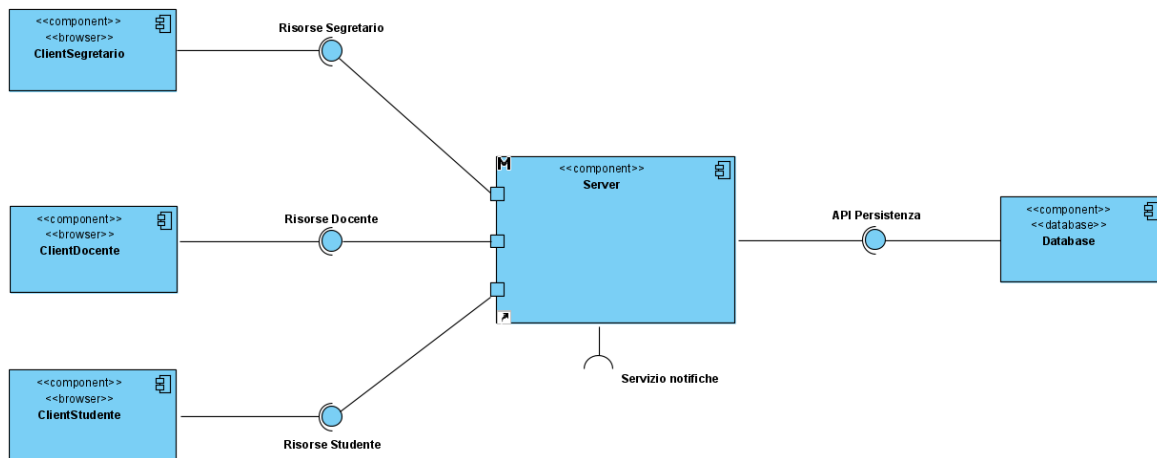 <<component>>
<<browser>>
ClientSegretario
Risorse Segretario
<<component>>
<<browser>>
ClientDocente
Risorse Docente
<<component>>
<<browser>>
ClientStudente
Risorse Studente
M
<<component>>
Server
Servizio notifiche
API Persistenza
<<component>>
<<database>>
Database